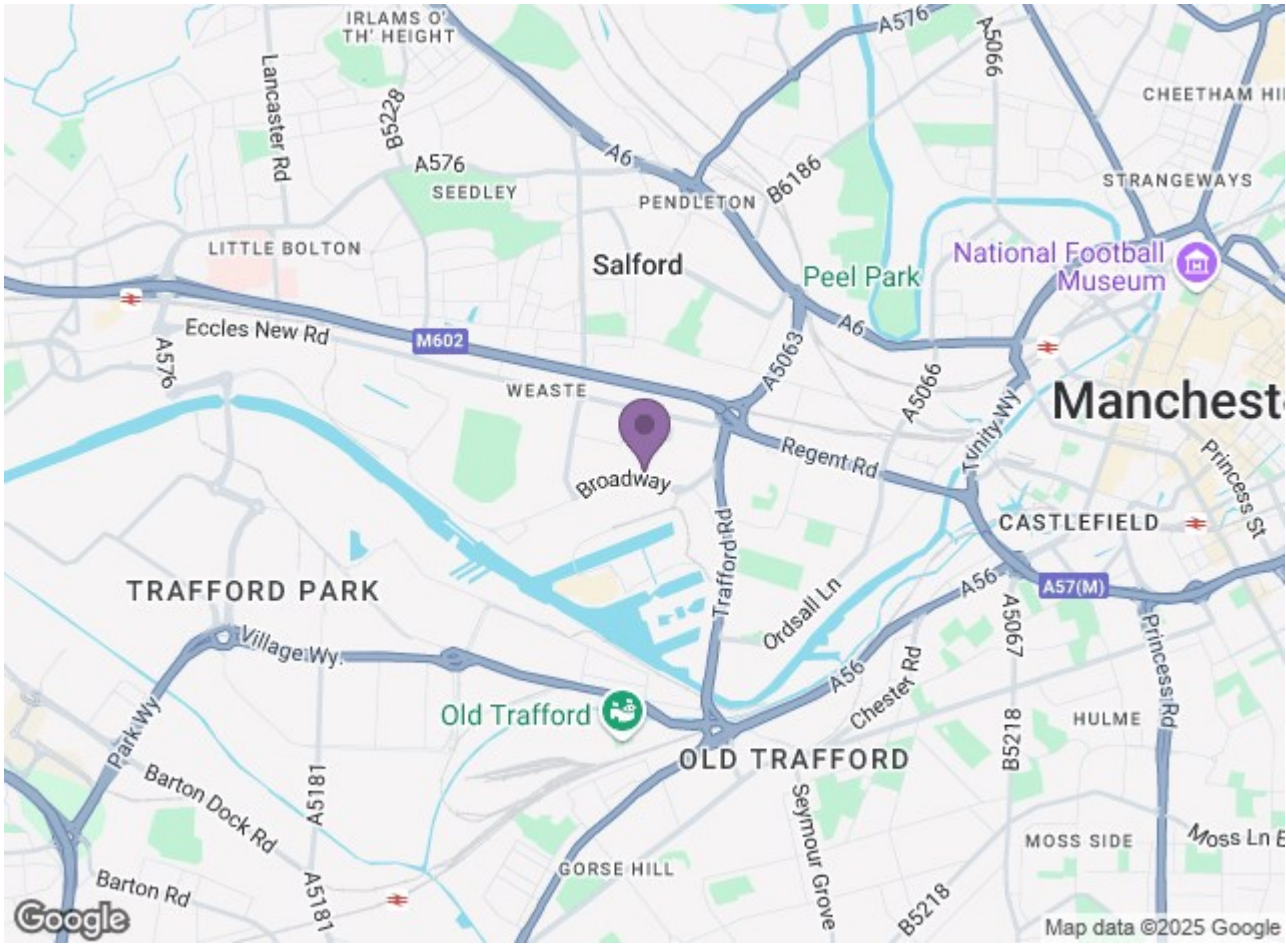 IRLAMS O'
TH' HEIGHT
A576
A5066
Lancaster Rd
B5228
CHEETHAM HI
A6
A576
SEEDLEY
B6186
PENDLETON
STRANGEWAYS
LITTLE BOLTON
Salford
National Football
Museum
Peel Park
Eccles New Rd
M602
A6
A576
A5063
WEASTE
A5066
Manchest
Trinity Wy
Regent Rd
Princess St
Broadway
CASTLEFIELD
Trafford Rd
TRAFFORD PARK
A56
A57(M)
Ordsall Ln
A5067
Village Wy.
Princess Rd
A56
Chester Rd
Park Wy
Old Trafford
HULME
OLD TRAFFORD
B5218
Barton Dock Rd
A5181
Seymour Grove
MOSS SIDE
Moss Ln E
GORSE HILL
Barton Rd
A5181
B5218
Google
Map data ©2025 Google